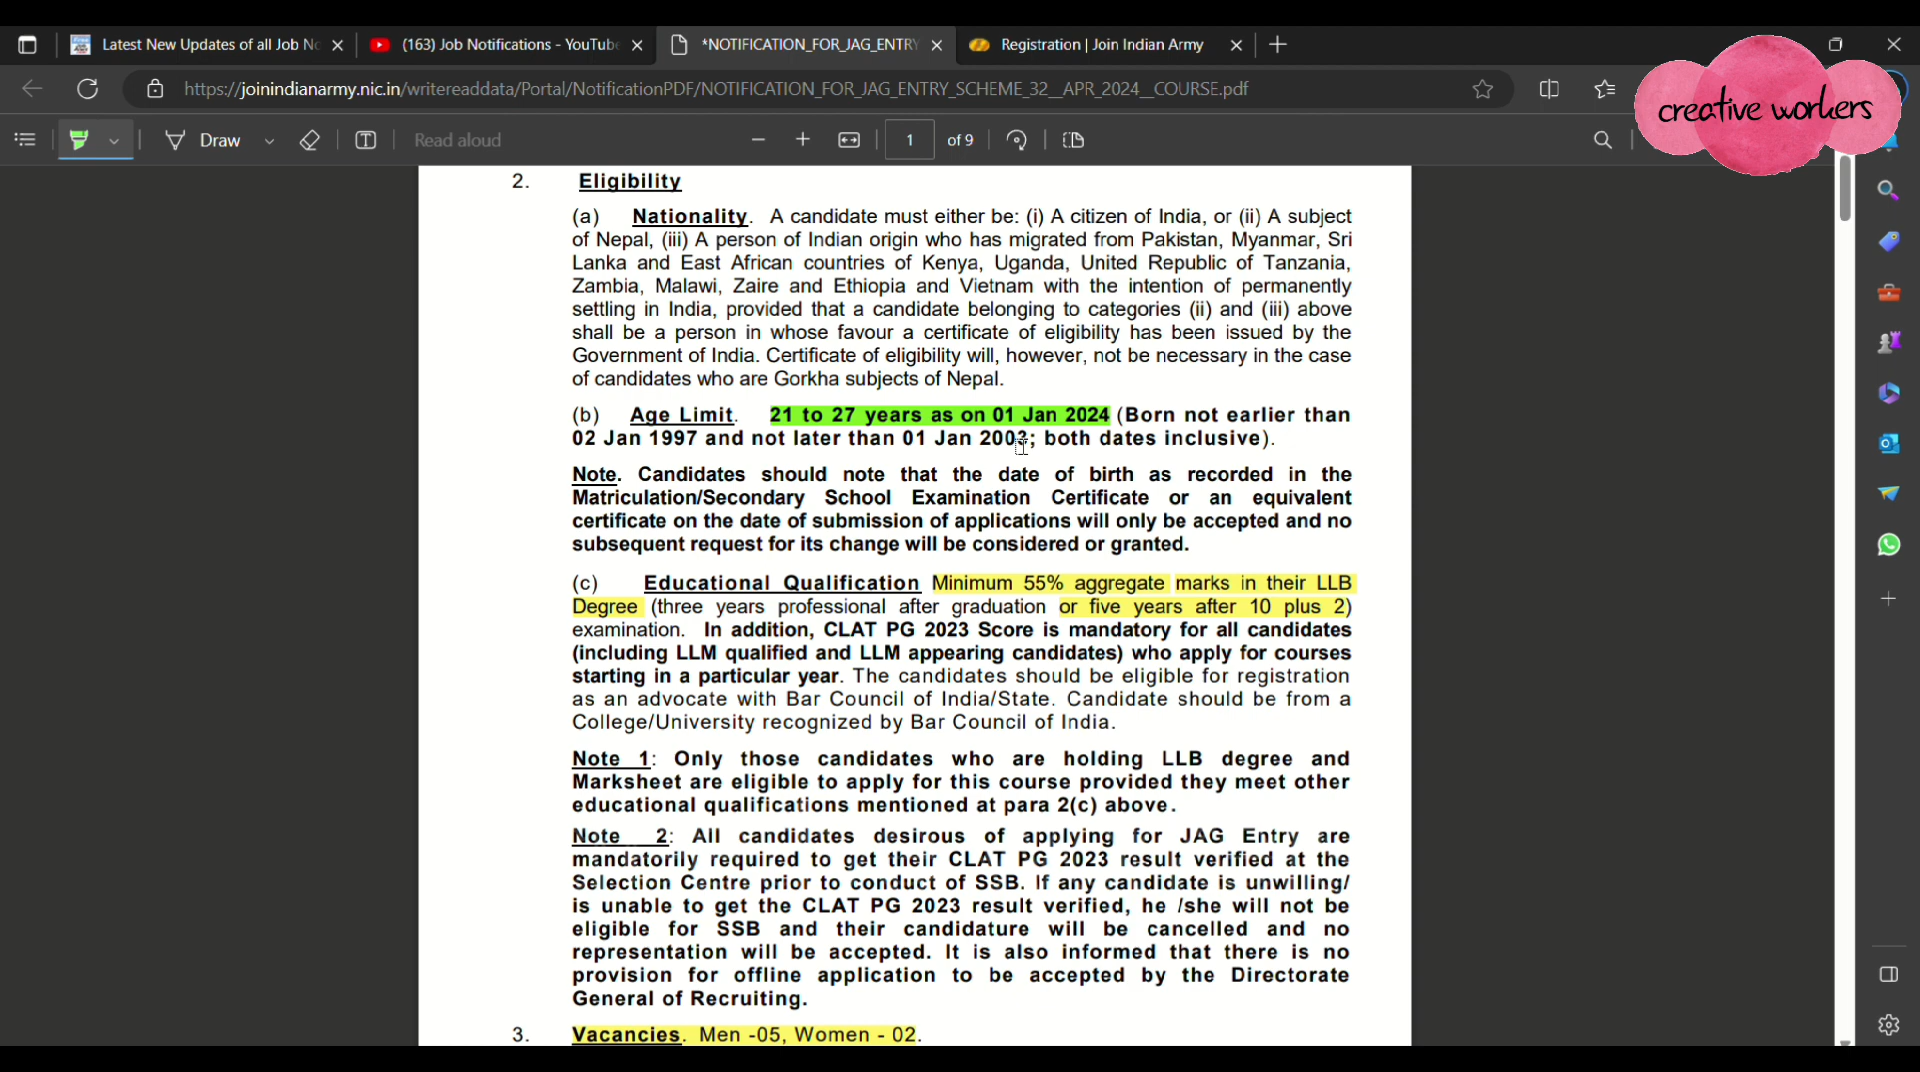 Latest New Updates of all Job No
(163) Job Notifications - YouTube
*NOTIFICATION_FOR_JAG_ENTRY
Registration | Join Indian Army
https://joinindianarmy.nic.in/writereaddata/Portal/NotificationPDF/NOTIFICATION_FOR_JAG_ENTRY_SCHEME_32__APR_2024__COURSE.pdf
creative workers
Draw
Read aloud
1 of 9
2. Eligibility
(a) Nationality. A candidate must either be: (i) A citizen of India, or (ii) A subject
of Nepal, (iii) A person of Indian origin who has migrated from Pakistan, Myanmar, Sri
Lanka and East African countries of Kenya, Uganda, United Republic of Tanzania,
Zambia, Malawi, Zaire and Ethiopia and Vietnam with the intention of permanently
settling in India, provided that a candidate belonging to categories (ii) and (iii) above
shall be a person in whose favour a certificate of eligibility has been issued by the
Government of India. Certificate of eligibility will, however, not be necessary in the case
of candidates who are Gorkha subjects of Nepal.
(b) Age Limit. 21 to 27 years as on 01 Jan 2024 (Born not earlier than
02 Jan 1997 and not later than 01 Jan 2003; both dates inclusive).
Note. Candidates should note that the date of birth as recorded in the
Matriculation/Secondary School Examination Certificate or an equivalent
certificate on the date of submission of applications will only be accepted and no
subsequent request for its change will be considered or granted.
(c) Educational Qualification Minimum 55% aggregate marks in their LLB
Degree (three years professional after graduation or five years after 10 plus 2)
examination. In addition, CLAT PG 2023 Score is mandatory for all candidates
(including LLM qualified and LLM appearing candidates) who apply for courses
starting in a particular year. The candidates should be eligible for registration
as an advocate with Bar Council of India/State. Candidate should be from a
College/University recognized by Bar Council of India.
Note 1: Only those candidates who are holding LLB degree and
Marksheet are eligible to apply for this course provided they meet other
educational qualifications mentioned at para 2(c) above.
Note 2: All candidates desirous of applying for JAG Entry are
mandatorily required to get their CLAT PG 2023 result verified at the
Selection Centre prior to conduct of SSB. If any candidate is unwilling/
is unable to get the CLAT PG 2023 result verified, he /she will not be
eligible for SSB and their candidature will be cancelled and no
representation will be accepted. It is also informed that there is no
provision for offline application to be accepted by the Directorate
General of Recruiting.
3. Vacancies. Men -05, Women - 02.